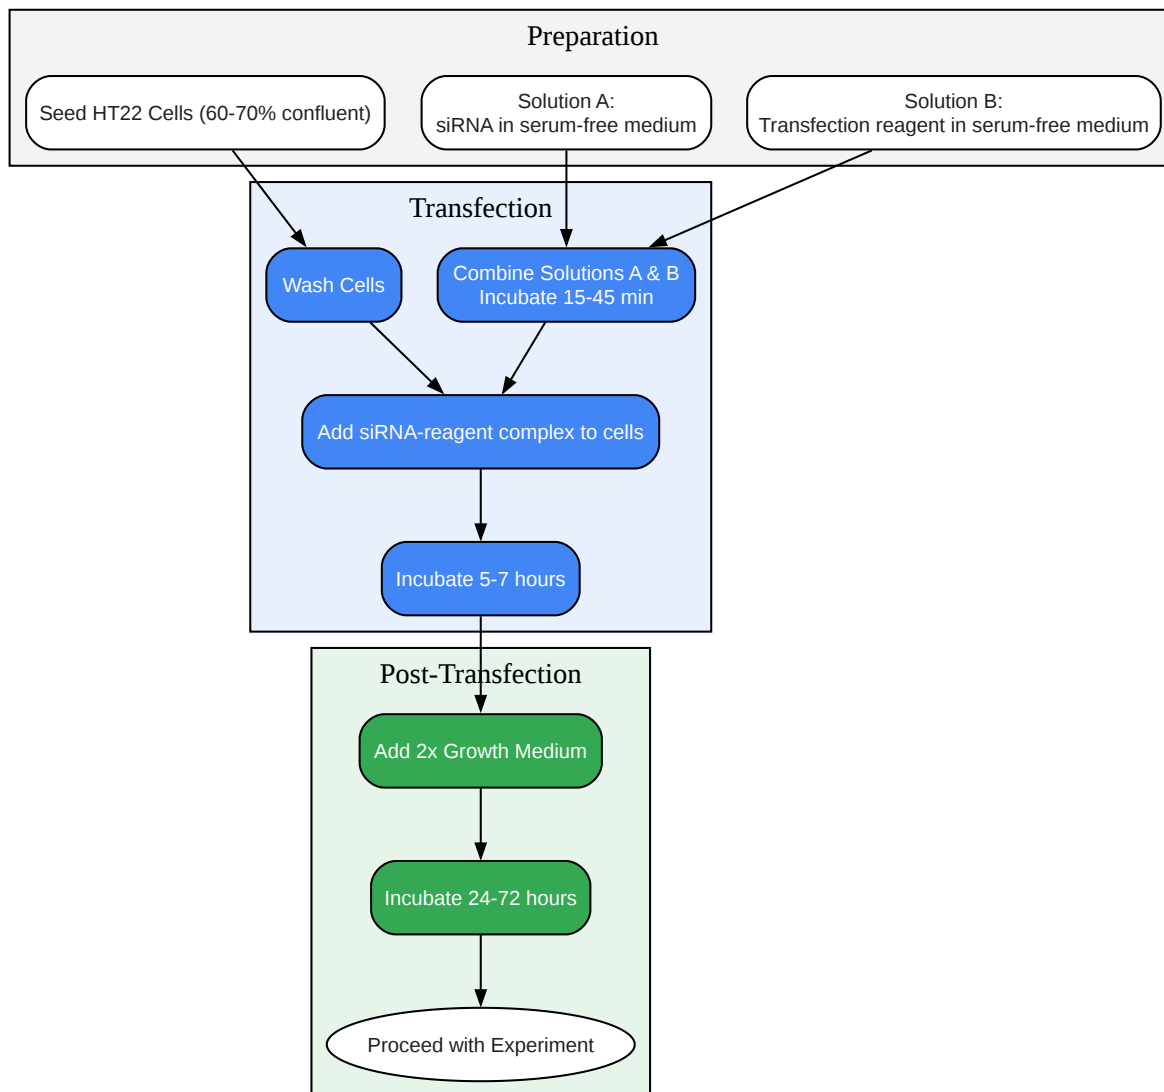 Preparation
Seed HT22 Cells (60-70% confluent)
Solution A:
siRNA in serum-free medium
Solution B:
Transfection reagent in serum-free medium
Transfection
Wash Cells
Combine Solutions A & B
Incubate 15-45 min
Add siRNA-reagent complex to cells
Incubate 5-7 hours
Post-Transfection
Add 2x Growth Medium
Incubate 24-72 hours
Proceed with Experiment